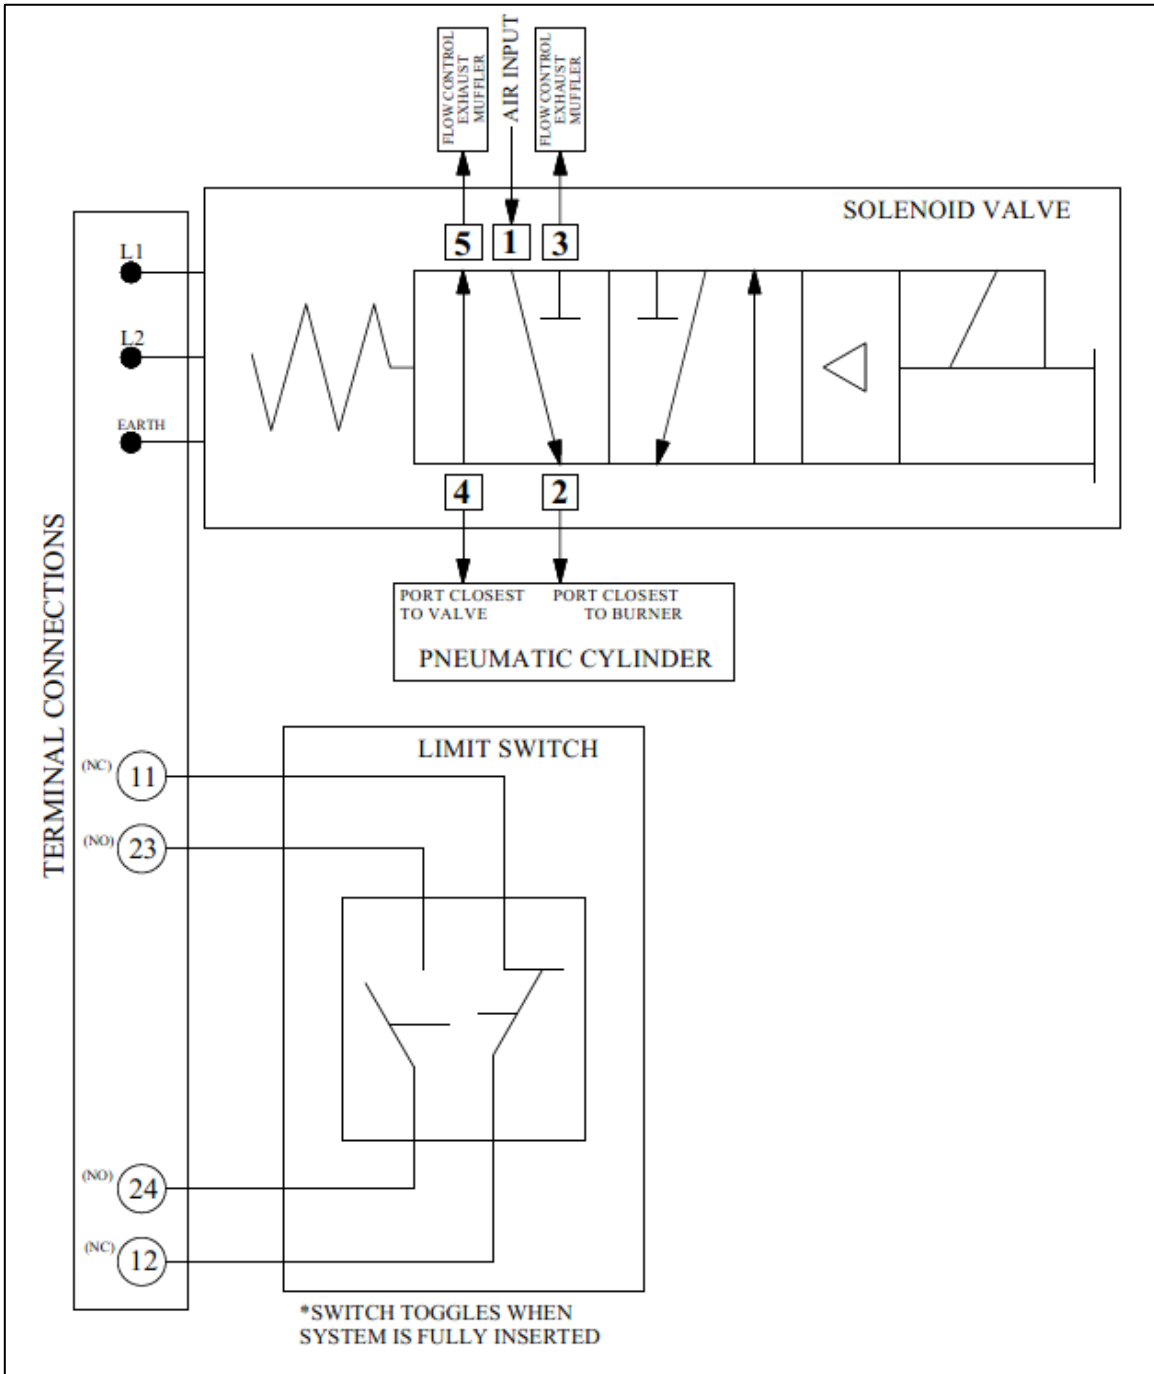 FLOW CONTROL
EXHAUST
MUFFLER
AIR INPUT
FLOW CONTROL
EXHAUST
MUFFLER
SOLENOID VALVE
5
1
3
L1
L2
EARTH
4
2
PORT CLOSEST
TO VALVE
PORT CLOSEST
TO BURNER
PNEUMATIC CYLINDER
TERMINAL CONNECTIONS
LIMIT SWITCH
(NC) 11
(NO) 23
(NO) 24
(NC) 12
*SWITCH TOGGLES WHEN
SYSTEM IS FULLY INSERTED